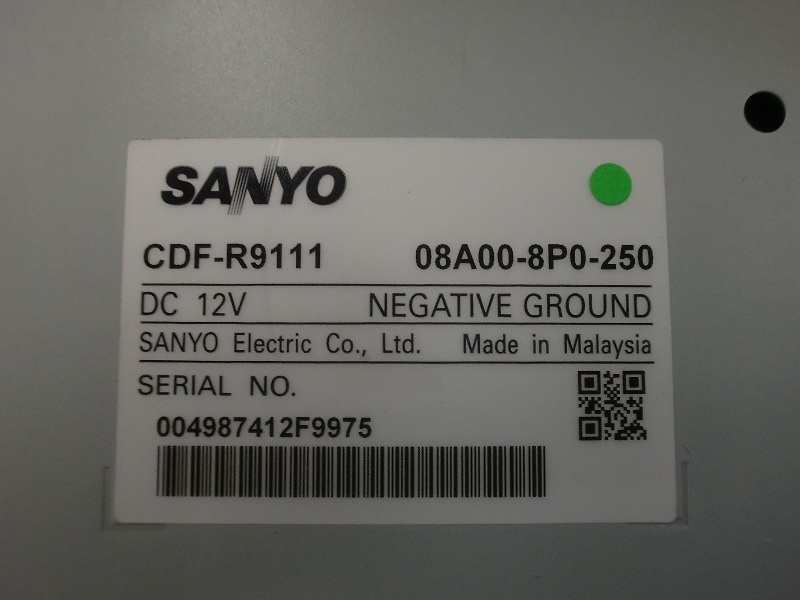 SANYO
CDF-R9111 08A00-8P0-250
DC 12V NEGATIVE GROUND
SANYO Electric Co., Ltd. Made in Malaysia
SERIAL NO.
004987412F9975